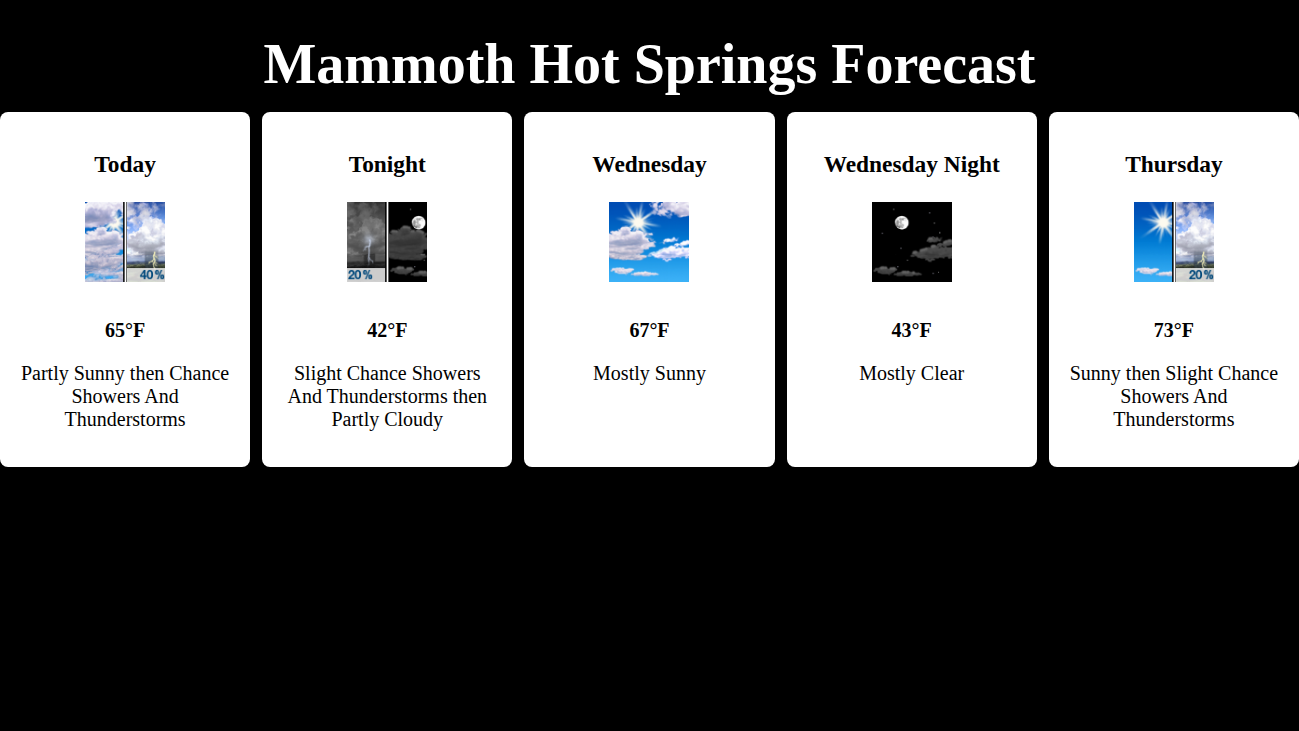 Mammoth Hot Springs Forecast
Today
40 %
65°F
Partly Sunny then Chance
Showers And
Thunderstorms
Tonight
20 %
42°F
Slight Chance Showers
And Thunderstorms then
Partly Cloudy
Wednesday
67°F
Mostly Sunny
Wednesday Night
43°F
Mostly Clear
Thursday
20 %
73°F
Sunny then Slight Chance
Showers And
Thunderstorms